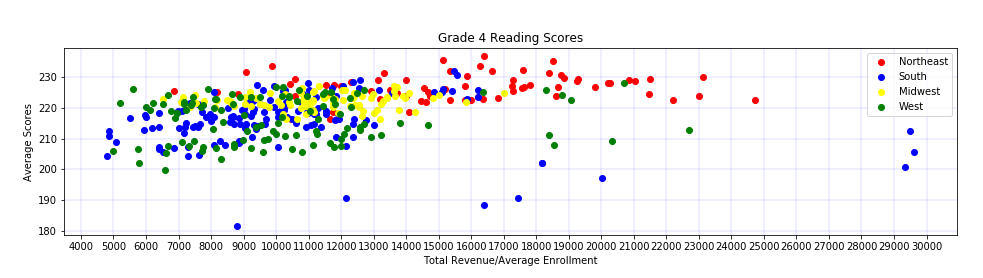 Grade 4 Reading Scores
Average Scores
230
220
210
200
190
180
Northeast
South
Midwest
West
4000 5000 6000 7000 8000 9000 10000 11000 12000 13000 14000 15000 16000 17000 18000 19000 20000 21000 22000 23000 24000 25000 26000 27000 28000 29000 30000
Total Revenue/Average Enrollment